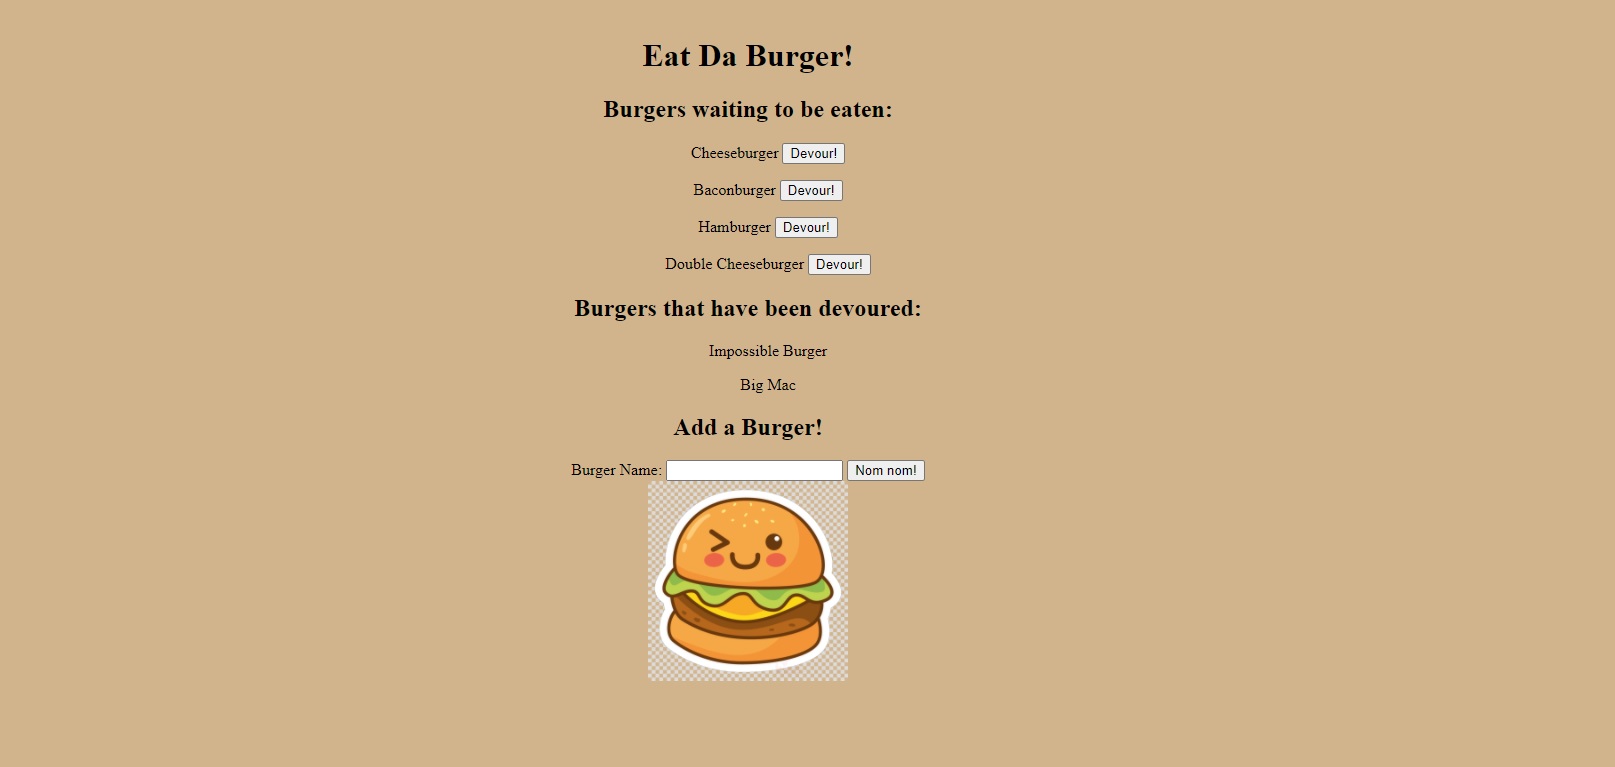 Eat Da Burger!
Burgers waiting to be eaten:
Cheeseburger Devour!
Baconburger Devour!
Hamburger Devour!
Double Cheeseburger Devour!
Burgers that have been devoured:
Impossible Burger
Big Mac
Add a Burger!
Burger Name: Nom nom!